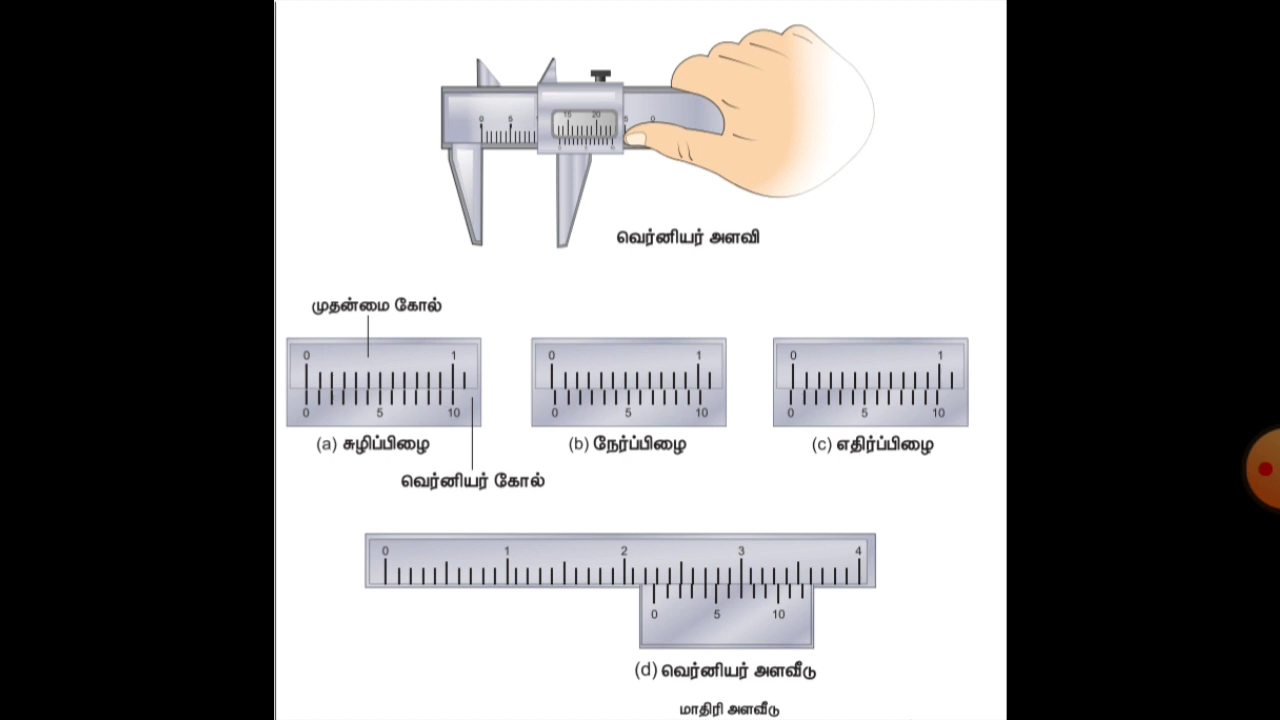 0 5 15 20 5 0
வெர்னியர் அளவி
முதன்மை கோல்
0 1 0 1 0 1
0 5 10 0 5 10 0 5 10
(a) சுழிப்பிழை (b) நேர்ப்பிழை (c) எதிர்ப்பிழை
வெர்னியர் கோல்
0 1 2 3 4
0 5 10
(d) வெர்னியர் அளவீடு
மாதிரி அளவீடு